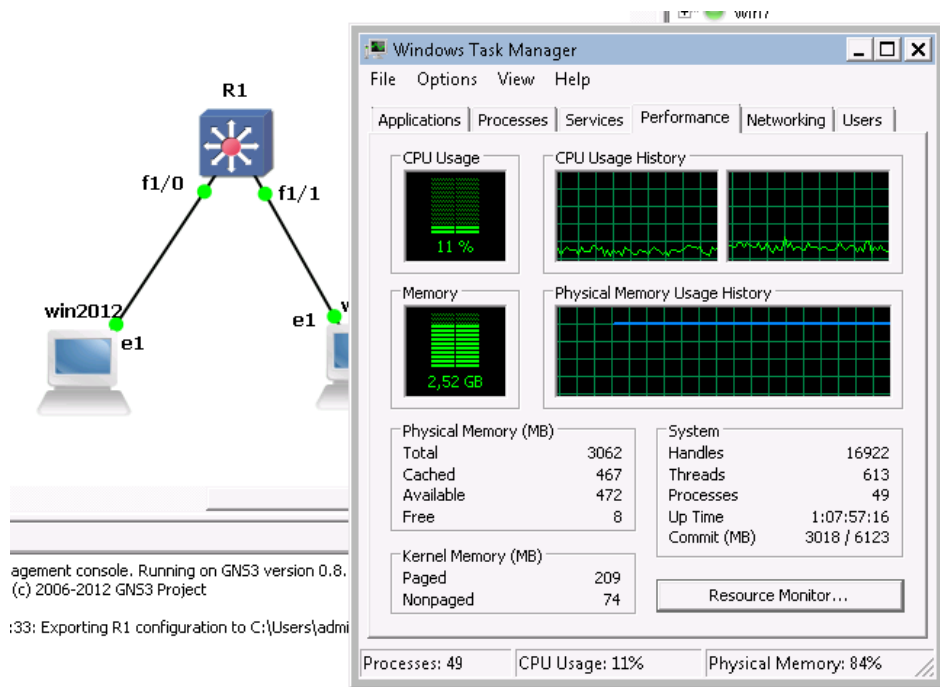 win7
R1
f1/0
f1/1
win2012
e1
e1
Windows Task Manager
File Options View Help
Applications Processes Services Performance Networking Users
CPU Usage
CPU Usage History
11 %
Memory
Physical Memory Usage History
2,52 GB
Physical Memory (MB)
Total 3062
Cached 467
Available 472
Free 8
System
Handles 16922
Threads 613
Processes 49
Up Time 1:07:57:16
Commit (MB) 3018 / 6123
Kernel Memory (MB)
Paged 209
Nonpaged 74
Resource Monitor...
Processes: 49 CPU Usage: 11% Physical Memory: 84%
agement console. Running on GNS3 version 0.8.
(c) 2006-2012 GNS3 Project
:33: Exporting R1 configuration to C:\Users\admi